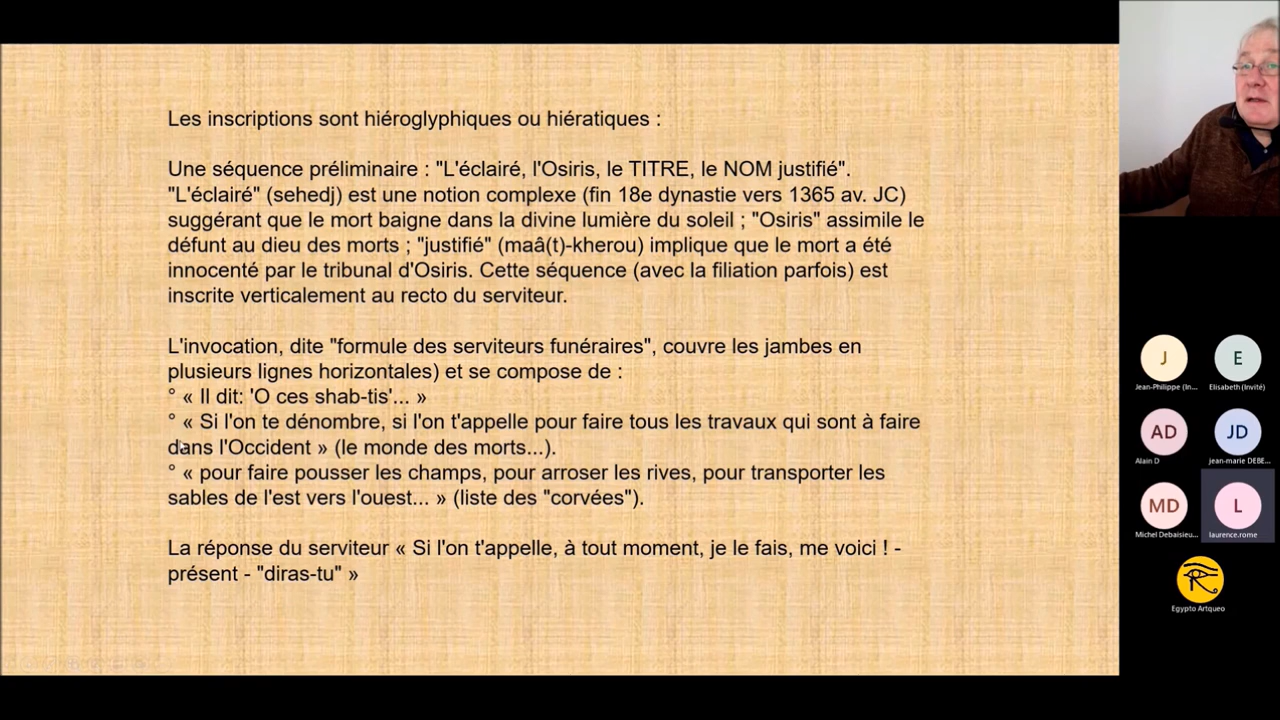 Les inscriptions sont hiéroglyphiques ou hiératiques :
Une séquence préliminaire : "L'éclairé, l'Osiris, le TITRE, le NOM justifié".
"L'éclairé" (sehedj) est une notion complexe (fin 18e dynastie vers 1365 av. JC)
suggérant que le mort baigne dans la divine lumière du soleil ; "Osiris" assimile le
défunt au dieu des morts ; "justifié" (maâ(t)-kherou) implique que le mort a été
innocenté par le tribunal d'Osiris. Cette séquence (avec la filiation parfois) est
inscrite verticalement au recto du serviteur.
L'invocation, dite "formule des serviteurs funéraires", couvre les jambes en
plusieurs lignes horizontales) et se compose de :
° « Il dit: 'O ces shab-tis'... »
° « Si l'on te dénombre, si l'on t'appelle pour faire tous les travaux qui sont à faire
dans l'Occident » (le monde des morts...).
° « pour faire pousser les champs, pour arroser les rives, pour transporter les
sables de l'est vers l'ouest... » (liste des "corvées").
La réponse du serviteur « Si l'on t'appelle, à tout moment, je le fais, me voici ! -
présent - "diras-tu" »
J
E
Jean-Philippe (In...
Elisabeth (Invité)
AD
JD
Alain D
jean-marie DEBE...
MD
L
Michel Debaisieu...
laurence.rome
Egypto Artqueo